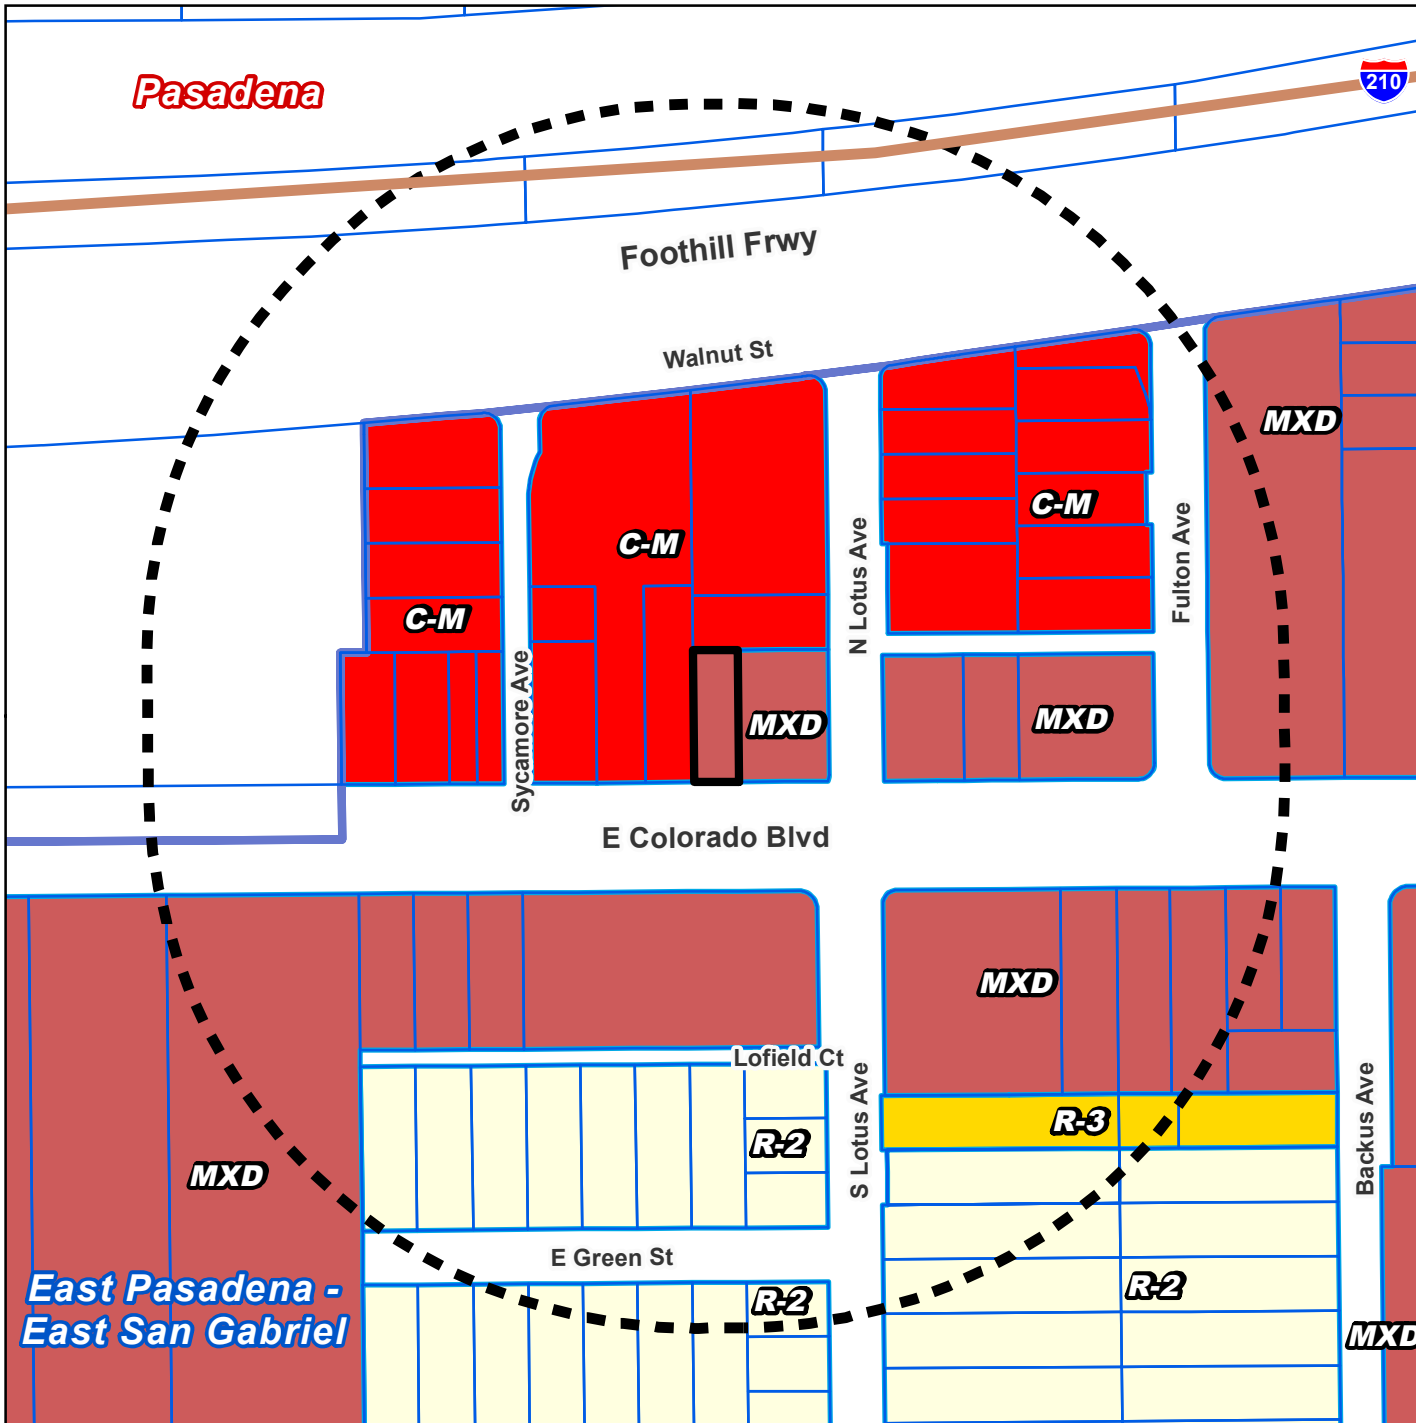 Pasadena
210
Foothill Frwy
Walnut St
MXD
C-M
C-M
C-M
N Lotus Ave
Fulton Ave
Sycamore Ave
MXD
MXD
E Colorado Blvd
MXD
Lofield Ct
R-3
R-2
S Lotus Ave
Backus Ave
MXD
E Green St
R-2
R-2
East Pasadena -
East San Gabriel
MXD